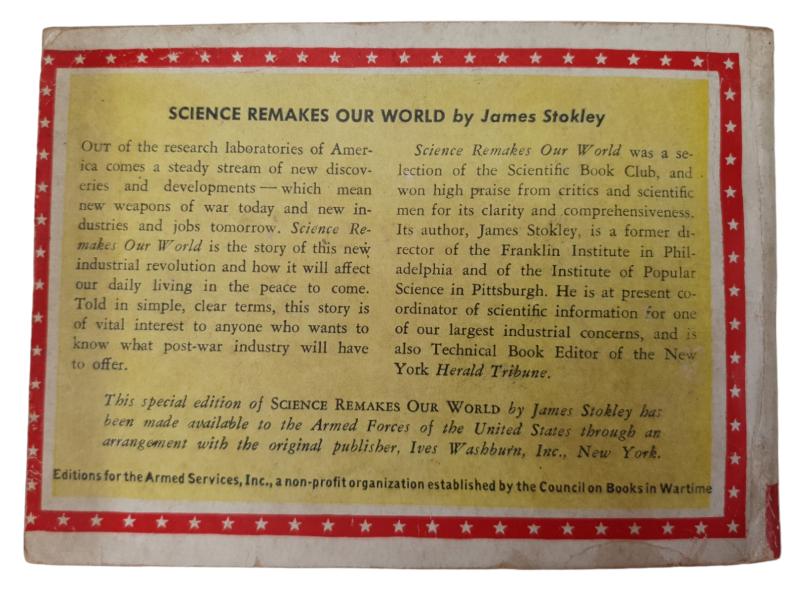 SCIENCE REMAKES OUR WORLD by James Stokley
OUT of the research laboratories of Amer-
ica comes a steady stream of new discov-
eries and developments — which mean
new weapons of war today and new in-
dustries and jobs tomorrow. Science Re-
makes Our World is the story of this new
industrial revolution and how it will affect
our daily living in the peace to come.
Told in simple, clear terms, this story is
of vital interest to anyone who wants to
know what post-war industry will have
to offer.
Science Remakes Our World was a se-
lection of the Scientific Book Club, and
won high praise from critics and scientific
men for its clarity and comprehensiveness.
Its author, James Stokley, is a former di-
rector of the Franklin Institute in Phil-
adelphia and of the Institute of Popular
Science in Pittsburgh. He is at present co-
ordinator of scientific information for one
of our largest industrial concerns, and is
also Technical Book Editor of the New
York Herald Tribune.
This special edition of SCIENCE REMAKES OUR WORLD by James Stokley has
been made available to the Armed Forces of the United States through an
arrangement with the original publisher, Ives Washburn, Inc., New York.
Editions for the Armed Services, Inc., a non-profit organization established by the Council on Books in Wartime